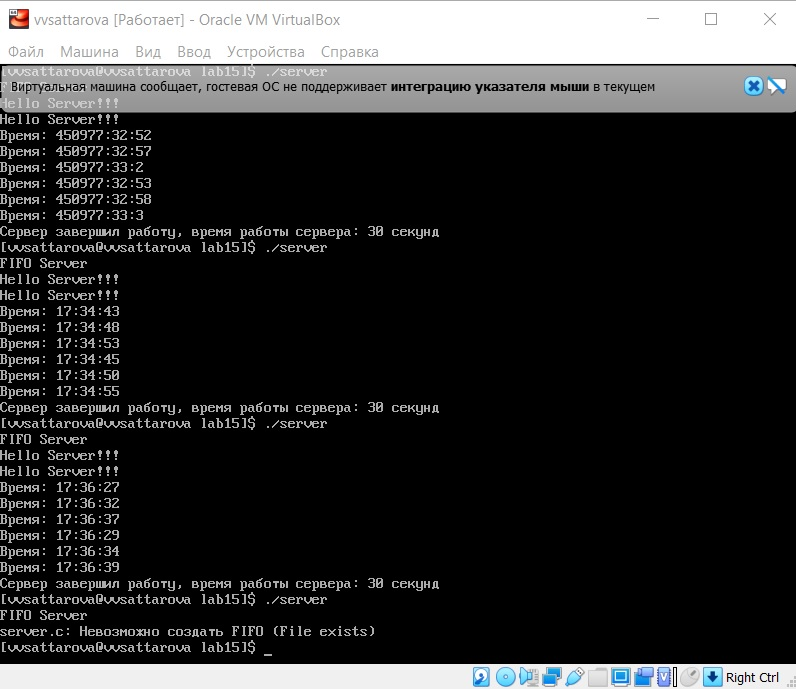 vvsattarova [Работает] - Oracle VM VirtualBox
Файл Машина Вид Ввод Устройства Справка
[vvsattarova@vvsattarova lab15]$ ./server
Виртуальная машина сообщает, гостевая ОС не поддерживает интеграцию указателя мыши в текущем
Hello Server!!!
Hello Server!!!
Время: 450977:32:52
Время: 450977:32:57
Время: 450977:33:2
Время: 450977:32:53
Время: 450977:32:58
Время: 450977:33:3
Сервер завершил работу, время работы сервера: 30 секунд
[vvsattarova@vvsattarova lab15]$ ./server
FIFO Server
Hello Server!!!
Hello Server!!!
Время: 17:34:43
Время: 17:34:48
Время: 17:34:53
Время: 17:34:45
Время: 17:34:50
Время: 17:34:55
Сервер завершил работу, время работы сервера: 30 секунд
[vvsattarova@vvsattarova lab15]$ ./server
FIFO Server
Hello Server!!!
Hello Server!!!
Время: 17:36:27
Время: 17:36:32
Время: 17:36:37
Время: 17:36:29
Время: 17:36:34
Время: 17:36:39
Сервер завершил работу, время работы сервера: 30 секунд
[vvsattarova@vvsattarova lab15]$ ./server
FIFO Server
server.c: Невозможно создать FIFO (File exists)
[vvsattarova@vvsattarova lab15]$ _
Right Ctrl